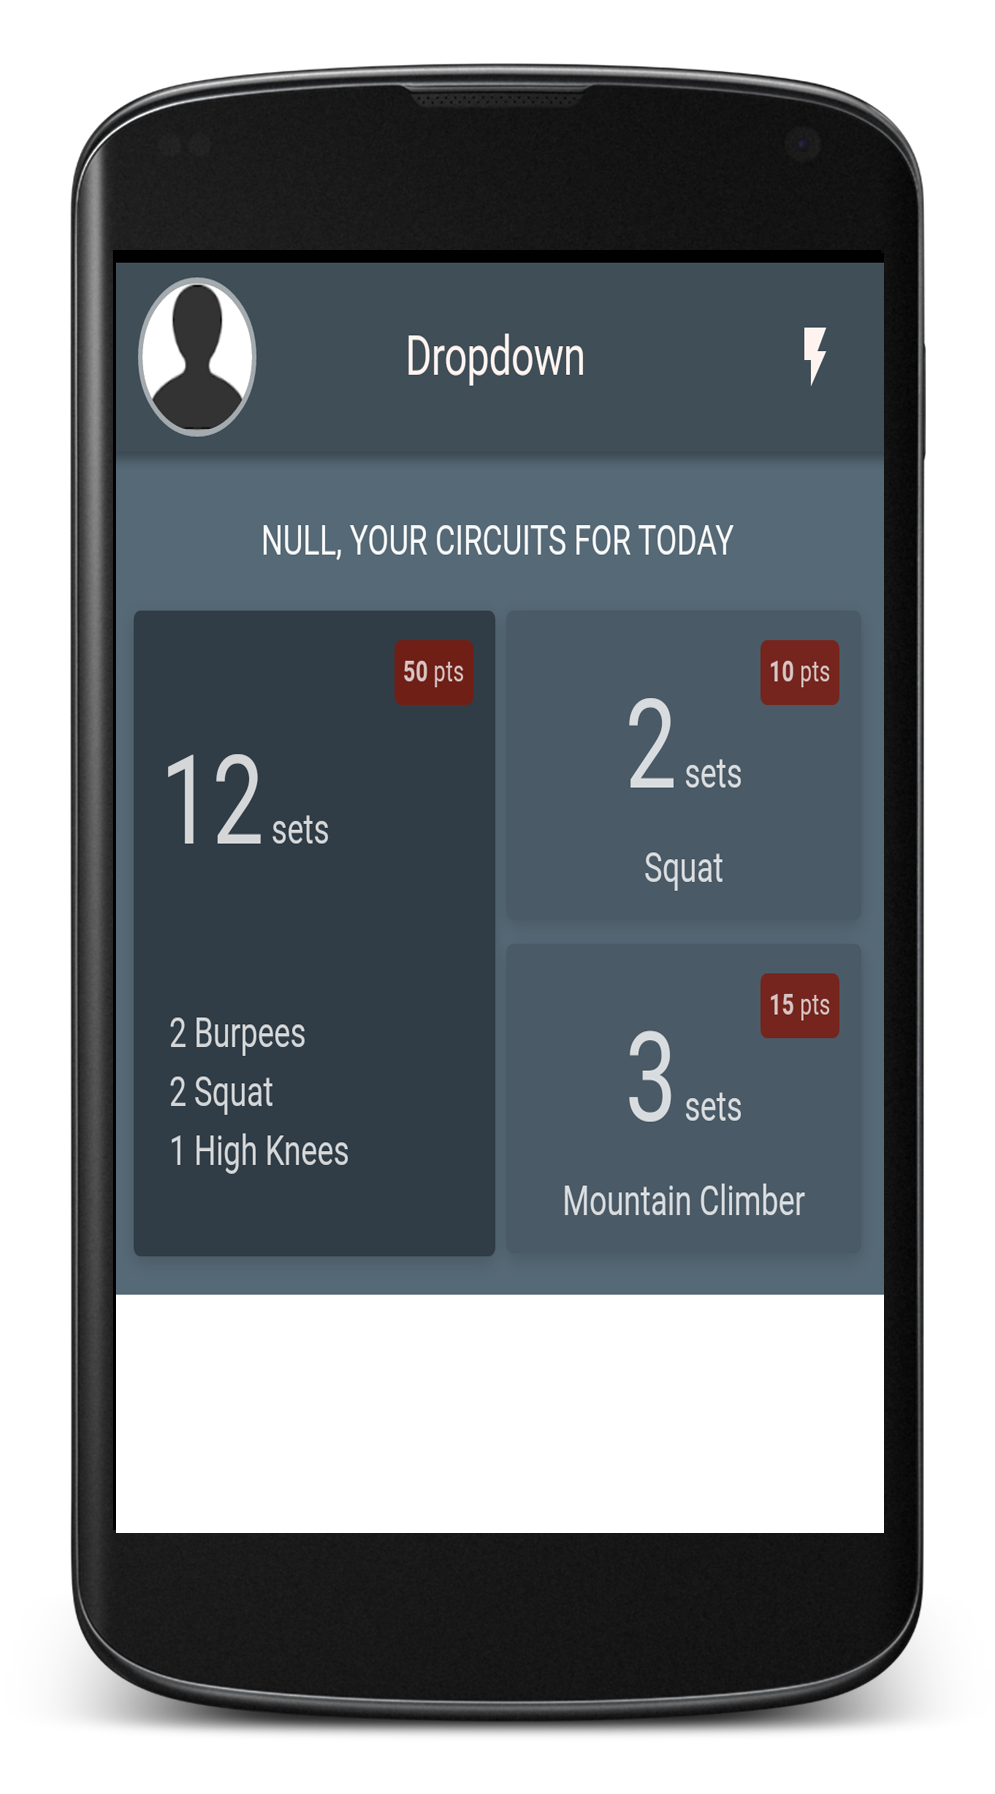 Dropdown
NULL, YOUR CIRCUITS FOR TODAY
50 pts
12 sets
2 Burpees
2 Squat
1 High Knees
10 pts
2 sets
Squat
15 pts
3 sets
Mountain Climber